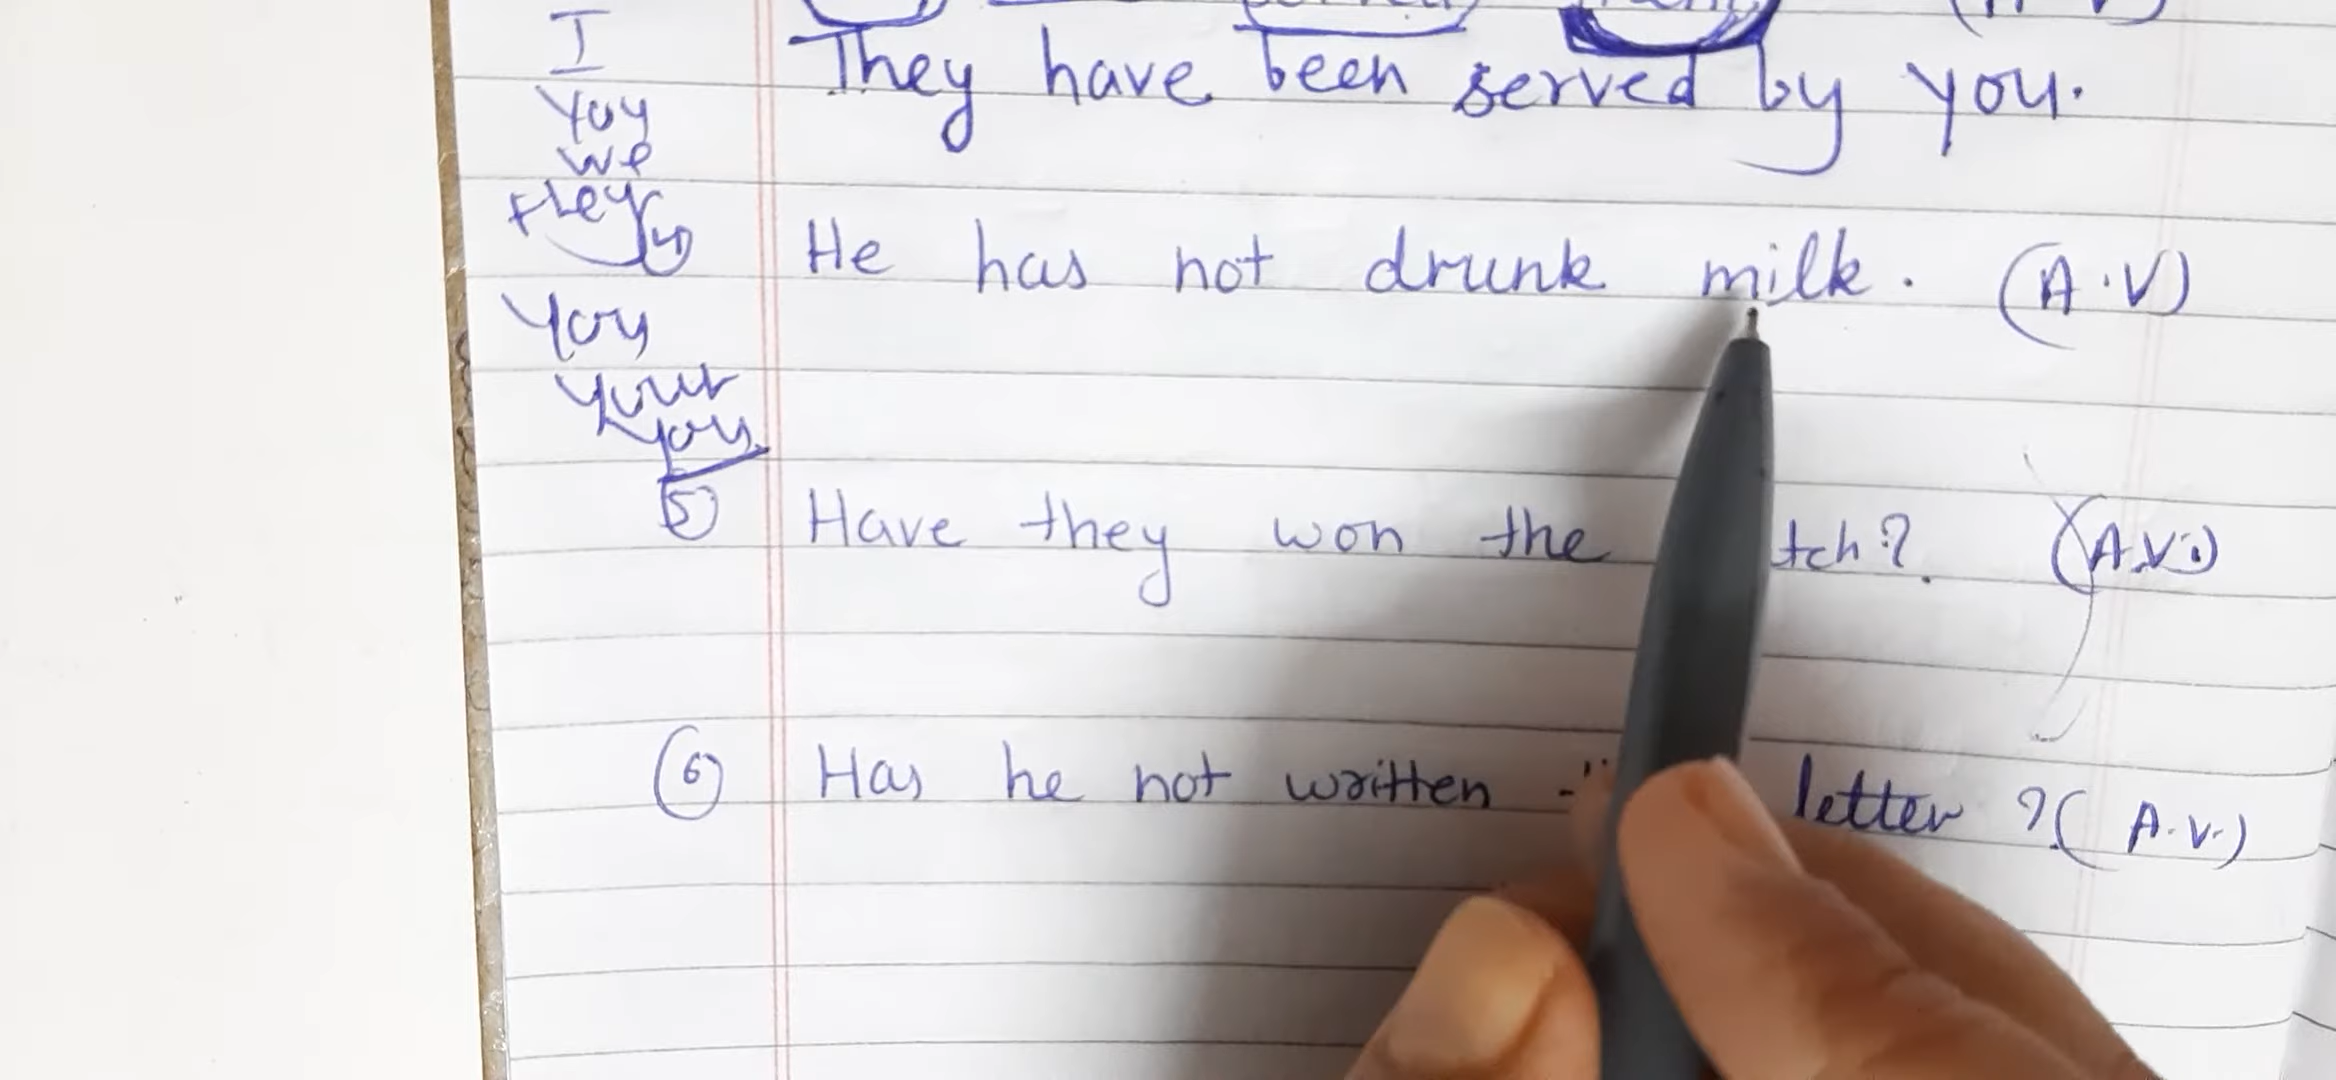 I
They have been served by you.
You
we
they
4) He has not drunk milk. (A.V)
You
your
you
5) Have they won the tch? (A.V.)
6 Has he not written letter ? (A.V.)